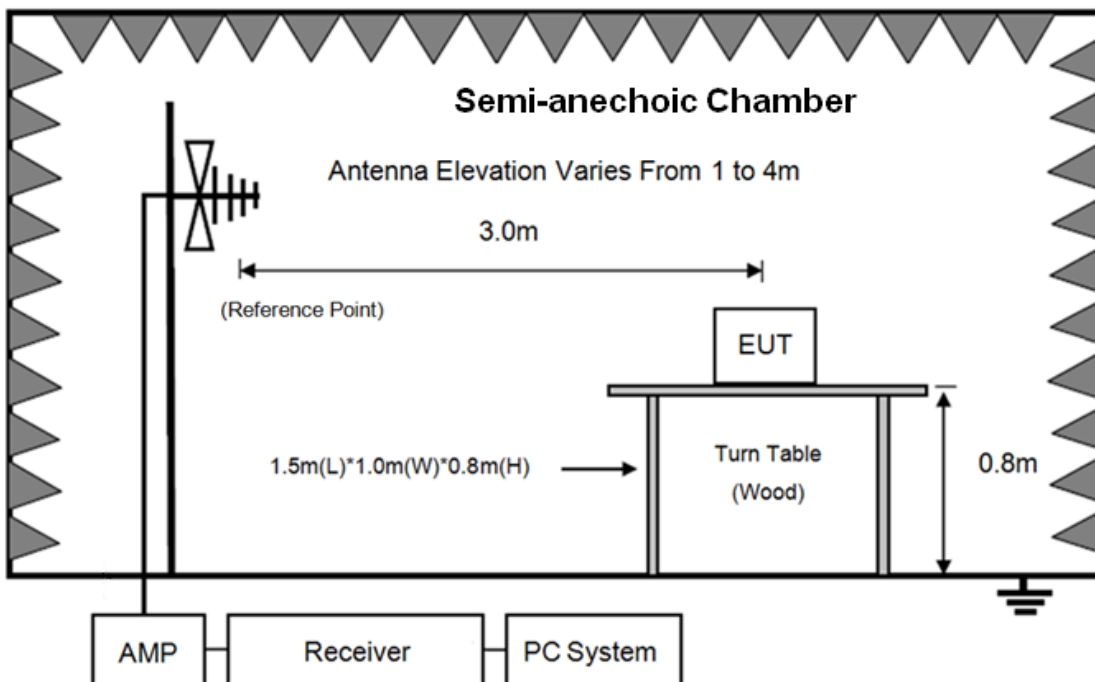 Semi-anechoic Chamber
Antenna Elevation Varies From 1 to 4m
3.0m
(Reference Point)
EUT
1.5m(L)*1.0m(W)*0.8m(H)
Turn Table
(Wood)
0.8m
AMP
Receiver
PC System